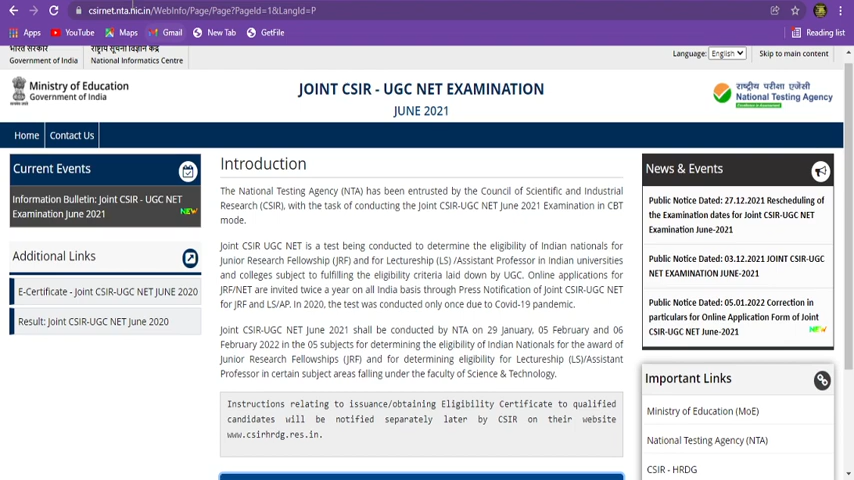 csirnet.nta.nic.in/WebInfo/Page/Page?PageId=1&LangId=P
Apps YouTube Maps Gmail New Tab GetFile Reading list
भारत सरकार राष्ट्रीय सूचना विज्ञान केंद्र
Government of India National Informatics Centre
Language: English Skip to main content
Ministry of Education
Government of India
JOINT CSIR - UGC NET EXAMINATION
JUNE 2021
राष्ट्रीय परीक्षा एजेंसी
National Testing Agency
Excellence in Assessment
Home Contact Us
Current Events
Information Bulletin: Joint CSIR - UGC NET
Examination June 2021 NEW
Additional Links
E-Certificate - Joint CSIR-UGC NET JUNE 2020
Result: Joint CSIR-UGC NET June 2020
Introduction
The National Testing Agency (NTA) has been entrusted by the Council of Scientific and Industrial
Research (CSIR), with the task of conducting the Joint CSIR-UGC NET June 2021 Examination in CBT
mode.
Joint CSIR UGC NET is a test being conducted to determine the eligibility of Indian nationals for
Junior Research Fellowship (JRF) and for Lectureship (LS) /Assistant Professor in Indian universities
and colleges subject to fulfilling the eligibility criteria laid down by UGC. Online applications for
JRF/NET are invited twice a year on all India basis through Press Notification of Joint CSIR-UGC NET
for JRF and LS/AP. In 2020, the test was conducted only once due to Covid-19 pandemic.
Joint CSIR-UGC NET June 2021 shall be conducted by NTA on 29 January, 05 February and 06
February 2022 in the 05 subjects for determining the eligibility of Indian Nationals for the award of
Junior Research Fellowships (JRF) and for determining eligibility for Lectureship (LS)/Assistant
Professor in certain subject areas falling under the faculty of Science & Technology.
Instructions relating to issuance/obtaining Eligibility Certificate to qualified
candidates will be notified separately later by CSIR on their website
www.csirhrdg.res.in.
News & Events
Public Notice Dated: 27.12.2021 Rescheduling of
the Examination dates for Joint CSIR-UGC NET
Examination June-2021
Public Notice Dated: 03.12.2021 JOINT CSIR-UGC
NET EXAMINATION JUNE-2021
Public Notice Dated: 05.01.2022 Correction in
particulars for Online Application Form of Joint
CSIR-UGC NET June-2021 NEW
Important Links
Ministry of Education (MoE)
National Testing Agency (NTA)
CSIR - HRDG